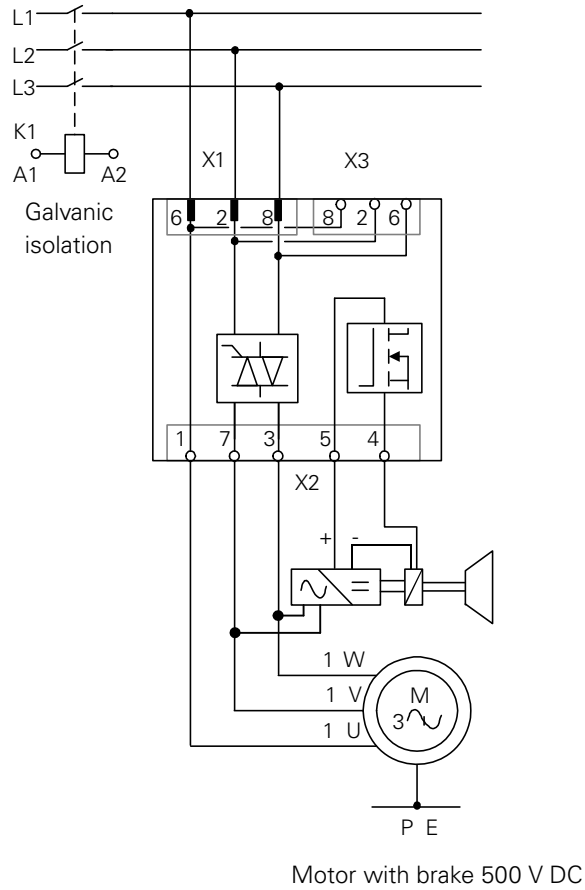 L1
L2
L3
K1
A1 A2
X1 X3
Galvanic
isolation
6 2 8 8 2 6
1 7 3 5 4
X2
+ -
1 W
1 V
1 U
M
3
P E
Motor with brake 500 V DC